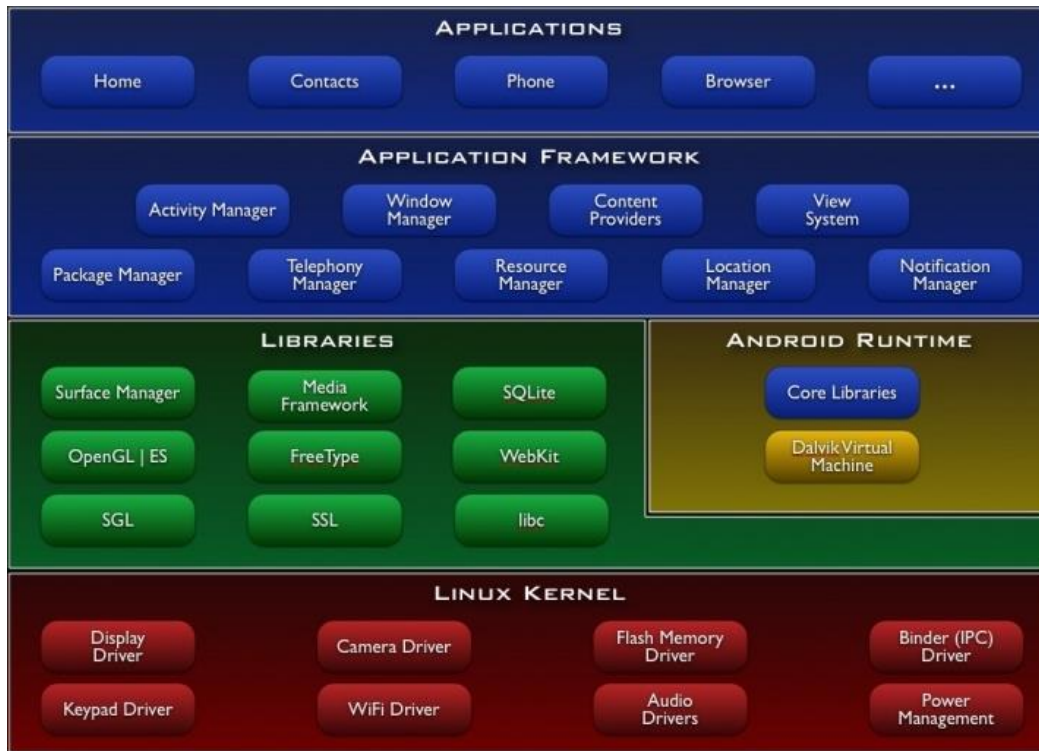 APPLICATIONS
Home
Contacts
Phone
Browser
...
APPLICATION FRAMEWORK
Activity Manager
Window
Manager
Content
Providers
View
System
Package Manager
Telephony
Manager
Resource
Manager
Location
Manager
Notification
Manager
LIBRARIES
Surface Manager
Media
Framework
SQLite
OpenGL | ES
FreeType
WebKit
SGL
SSL
libc
ANDROID RUNTIME
Core Libraries
Dalvik Virtual
Machine
LINUX KERNEL
Display
Driver
Camera Driver
Flash Memory
Driver
Binder (IPC)
Driver
Keypad Driver
WiFi Driver
Audio
Drivers
Power
Management